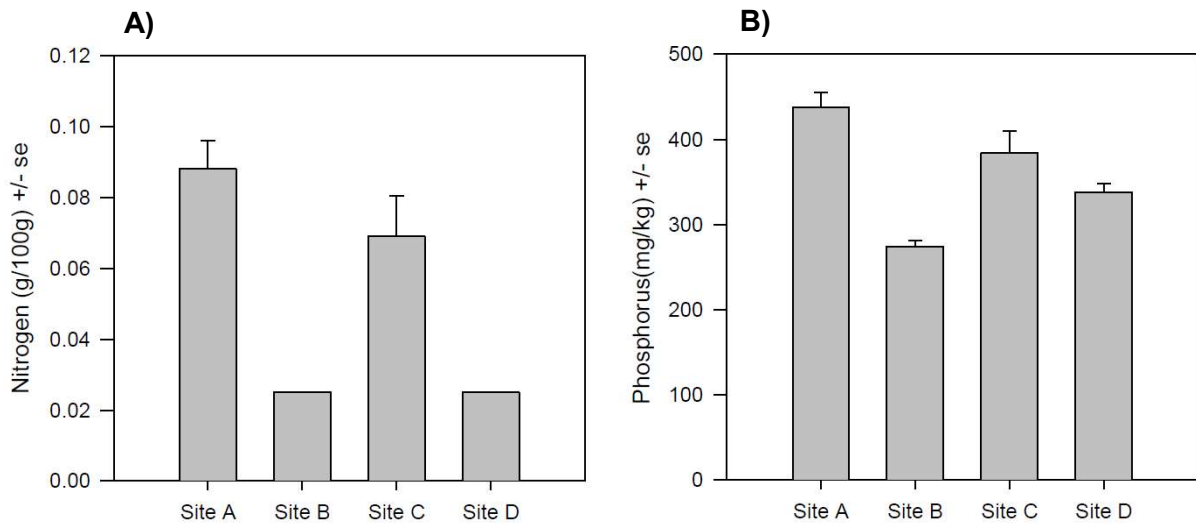 A)
Nitrogen (g/100g) +/- se
0.12
0.10
0.08
0.06
0.04
0.02
0.00
Site A Site B Site C Site D
B)
Phosphorus(mg/kg) +/- se
500
400
300
200
100
0
Site A Site B Site C Site D